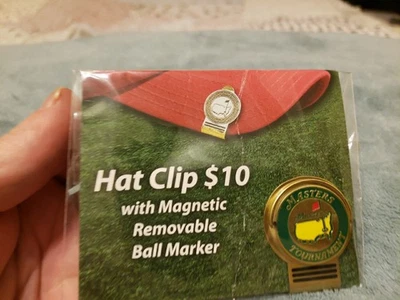 Hat Clip $10
with Magnetic
Removable
Ball Marker
MASTERS
TOURNAMENT